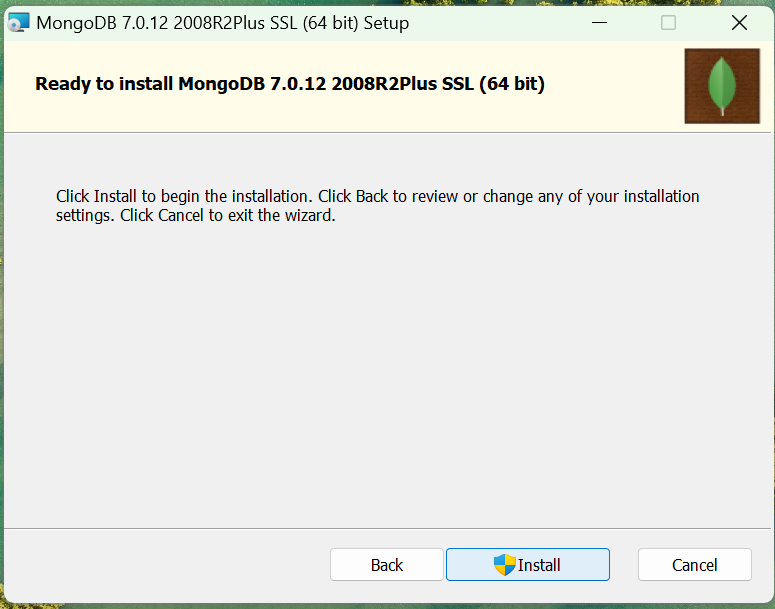 MongoDB 7.0.12 2008R2Plus SSL (64 bit) Setup
Ready to install MongoDB 7.0.12 2008R2Plus SSL (64 bit)
Click Install to begin the installation. Click Back to review or change any of your installation
settings. Click Cancel to exit the wizard.
Back
Install
Cancel